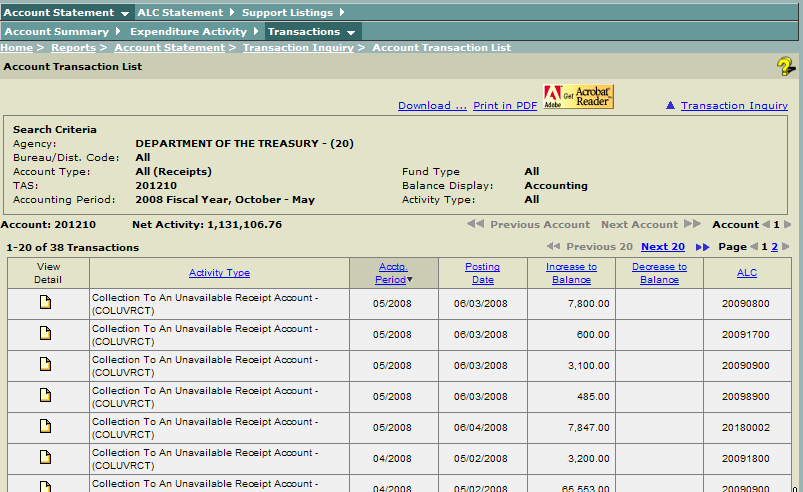 Account Statement ALC Statement Support Listings
Account Summary Expenditure Activity Transactions
Home > Reports > Account Statement > Transaction Inquiry > Account Transaction List
Account Transaction List
Download ... Print in PDF Adobe Get Acrobat Reader Transaction Inquiry
Search Criteria
Agency: DEPARTMENT OF THE TREASURY - (20)
Bureau/Dist. Code: All
Account Type: All (Receipts) Fund Type All
TAS: 201210 Balance Display: Accounting
Accounting Period: 2008 Fiscal Year, October - May Activity Type: All
Account: 201210 Net Activity: 1,131,106.76 Previous Account Next Account Account 1
1-20 of 38 Transactions Previous 20 Next 20 Page 1 2
View Detail Activity Type Acctg. Period Posting Date Increase to Balance Decrease to Balance ALC
Collection To An Unavailable Receipt Account - (COLUVRCT) 05/2008 06/03/2008 7,800.00 20090800
Collection To An Unavailable Receipt Account - (COLUVRCT) 05/2008 06/03/2008 600.00 20091700
Collection To An Unavailable Receipt Account - (COLUVRCT) 05/2008 06/03/2008 3,100.00 20090900
Collection To An Unavailable Receipt Account - (COLUVRCT) 05/2008 06/03/2008 485.00 20098900
Collection To An Unavailable Receipt Account - (COLUVRCT) 05/2008 06/04/2008 7,847.00 20180002
Collection To An Unavailable Receipt Account - (COLUVRCT) 04/2008 05/02/2008 3,200.00 20091800
Collection To An Unavailable Receipt Account - 04/2008 05/02/2008 65,553.00 20090900